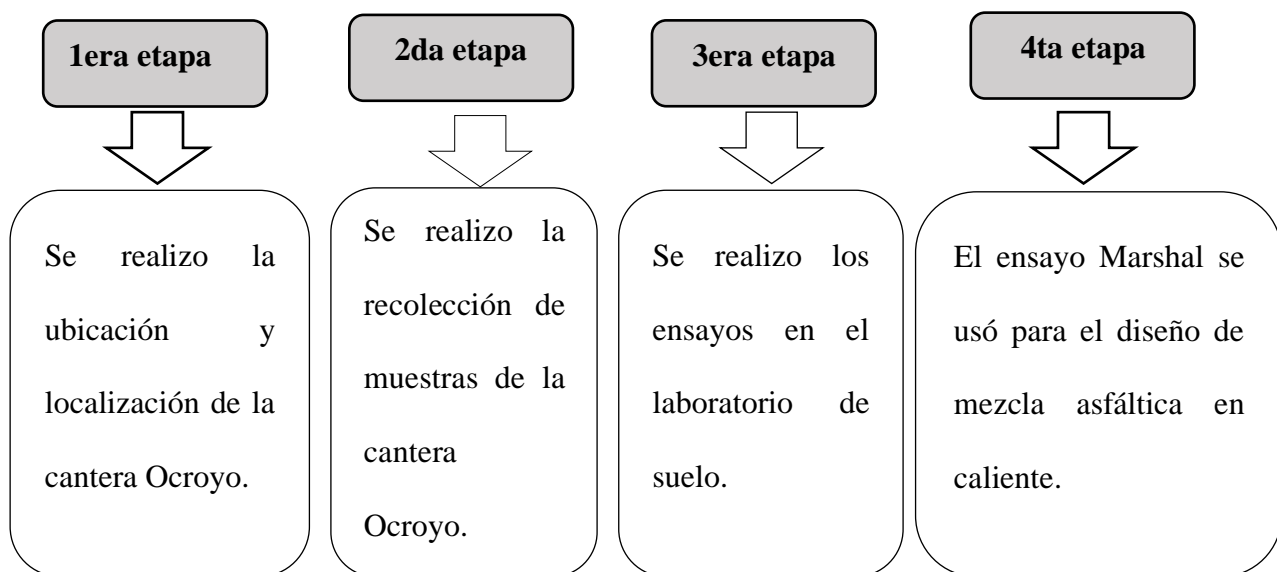 1era etapa
Se realizo la
ubicación y
localización de la
cantera Ocroyo.
2da etapa
Se realizo la
recolección de
muestras de la
cantera
Ocroyo.
3era etapa
Se realizo los
ensayos en el
laboratorio de
suelo.
4ta etapa
El ensayo Marshal se
usó para el diseño de
mezcla asfáltica en
caliente.